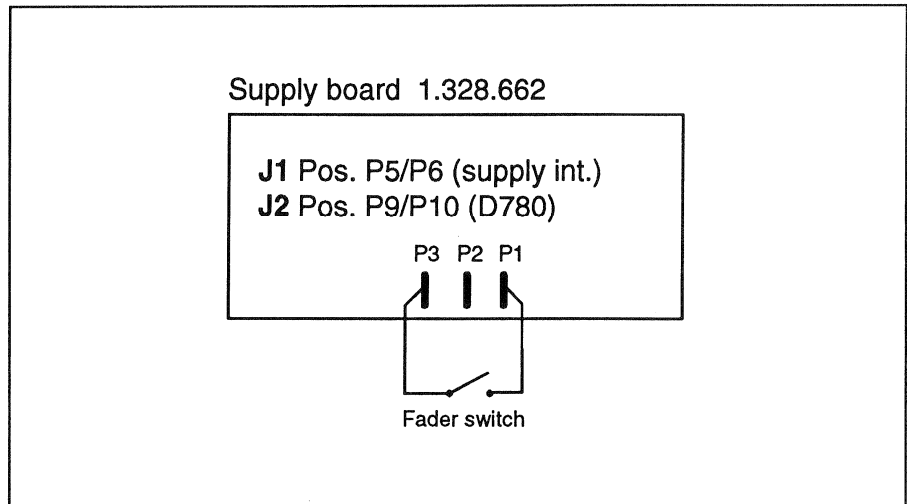 Supply board 1.328.662
J1 Pos. P5/P6 (supply int.)
J2 Pos. P9/P10 (D780)
P3 P2 P1
Fader switch